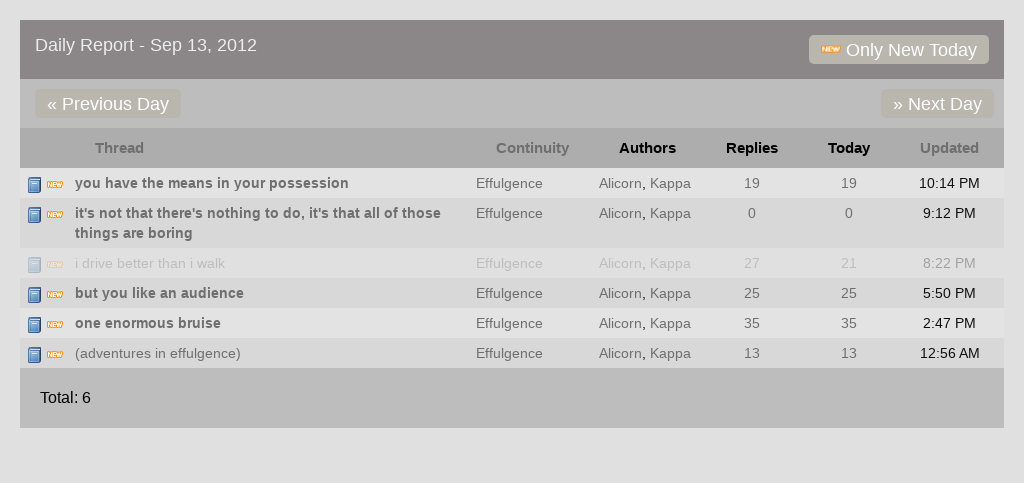 Daily Report - Sep 13, 2012
NEW Only New Today
« Previous Day
» Next Day
Thread Continuity Authors Replies Today Updated
NEW you have the means in your possession Effulgence Alicorn, Kappa 19 19 10:14 PM
NEW it's not that there's nothing to do, it's that all of those Effulgence Alicorn, Kappa 0 0 9:12 PM
things are boring
NEW i drive better than i walk Effulgence Alicorn, Kappa 27 21 8:22 PM
NEW but you like an audience Effulgence Alicorn, Kappa 25 25 5:50 PM
NEW one enormous bruise Effulgence Alicorn, Kappa 35 35 2:47 PM
NEW (adventures in effulgence) Effulgence Alicorn, Kappa 13 13 12:56 AM
Total: 6